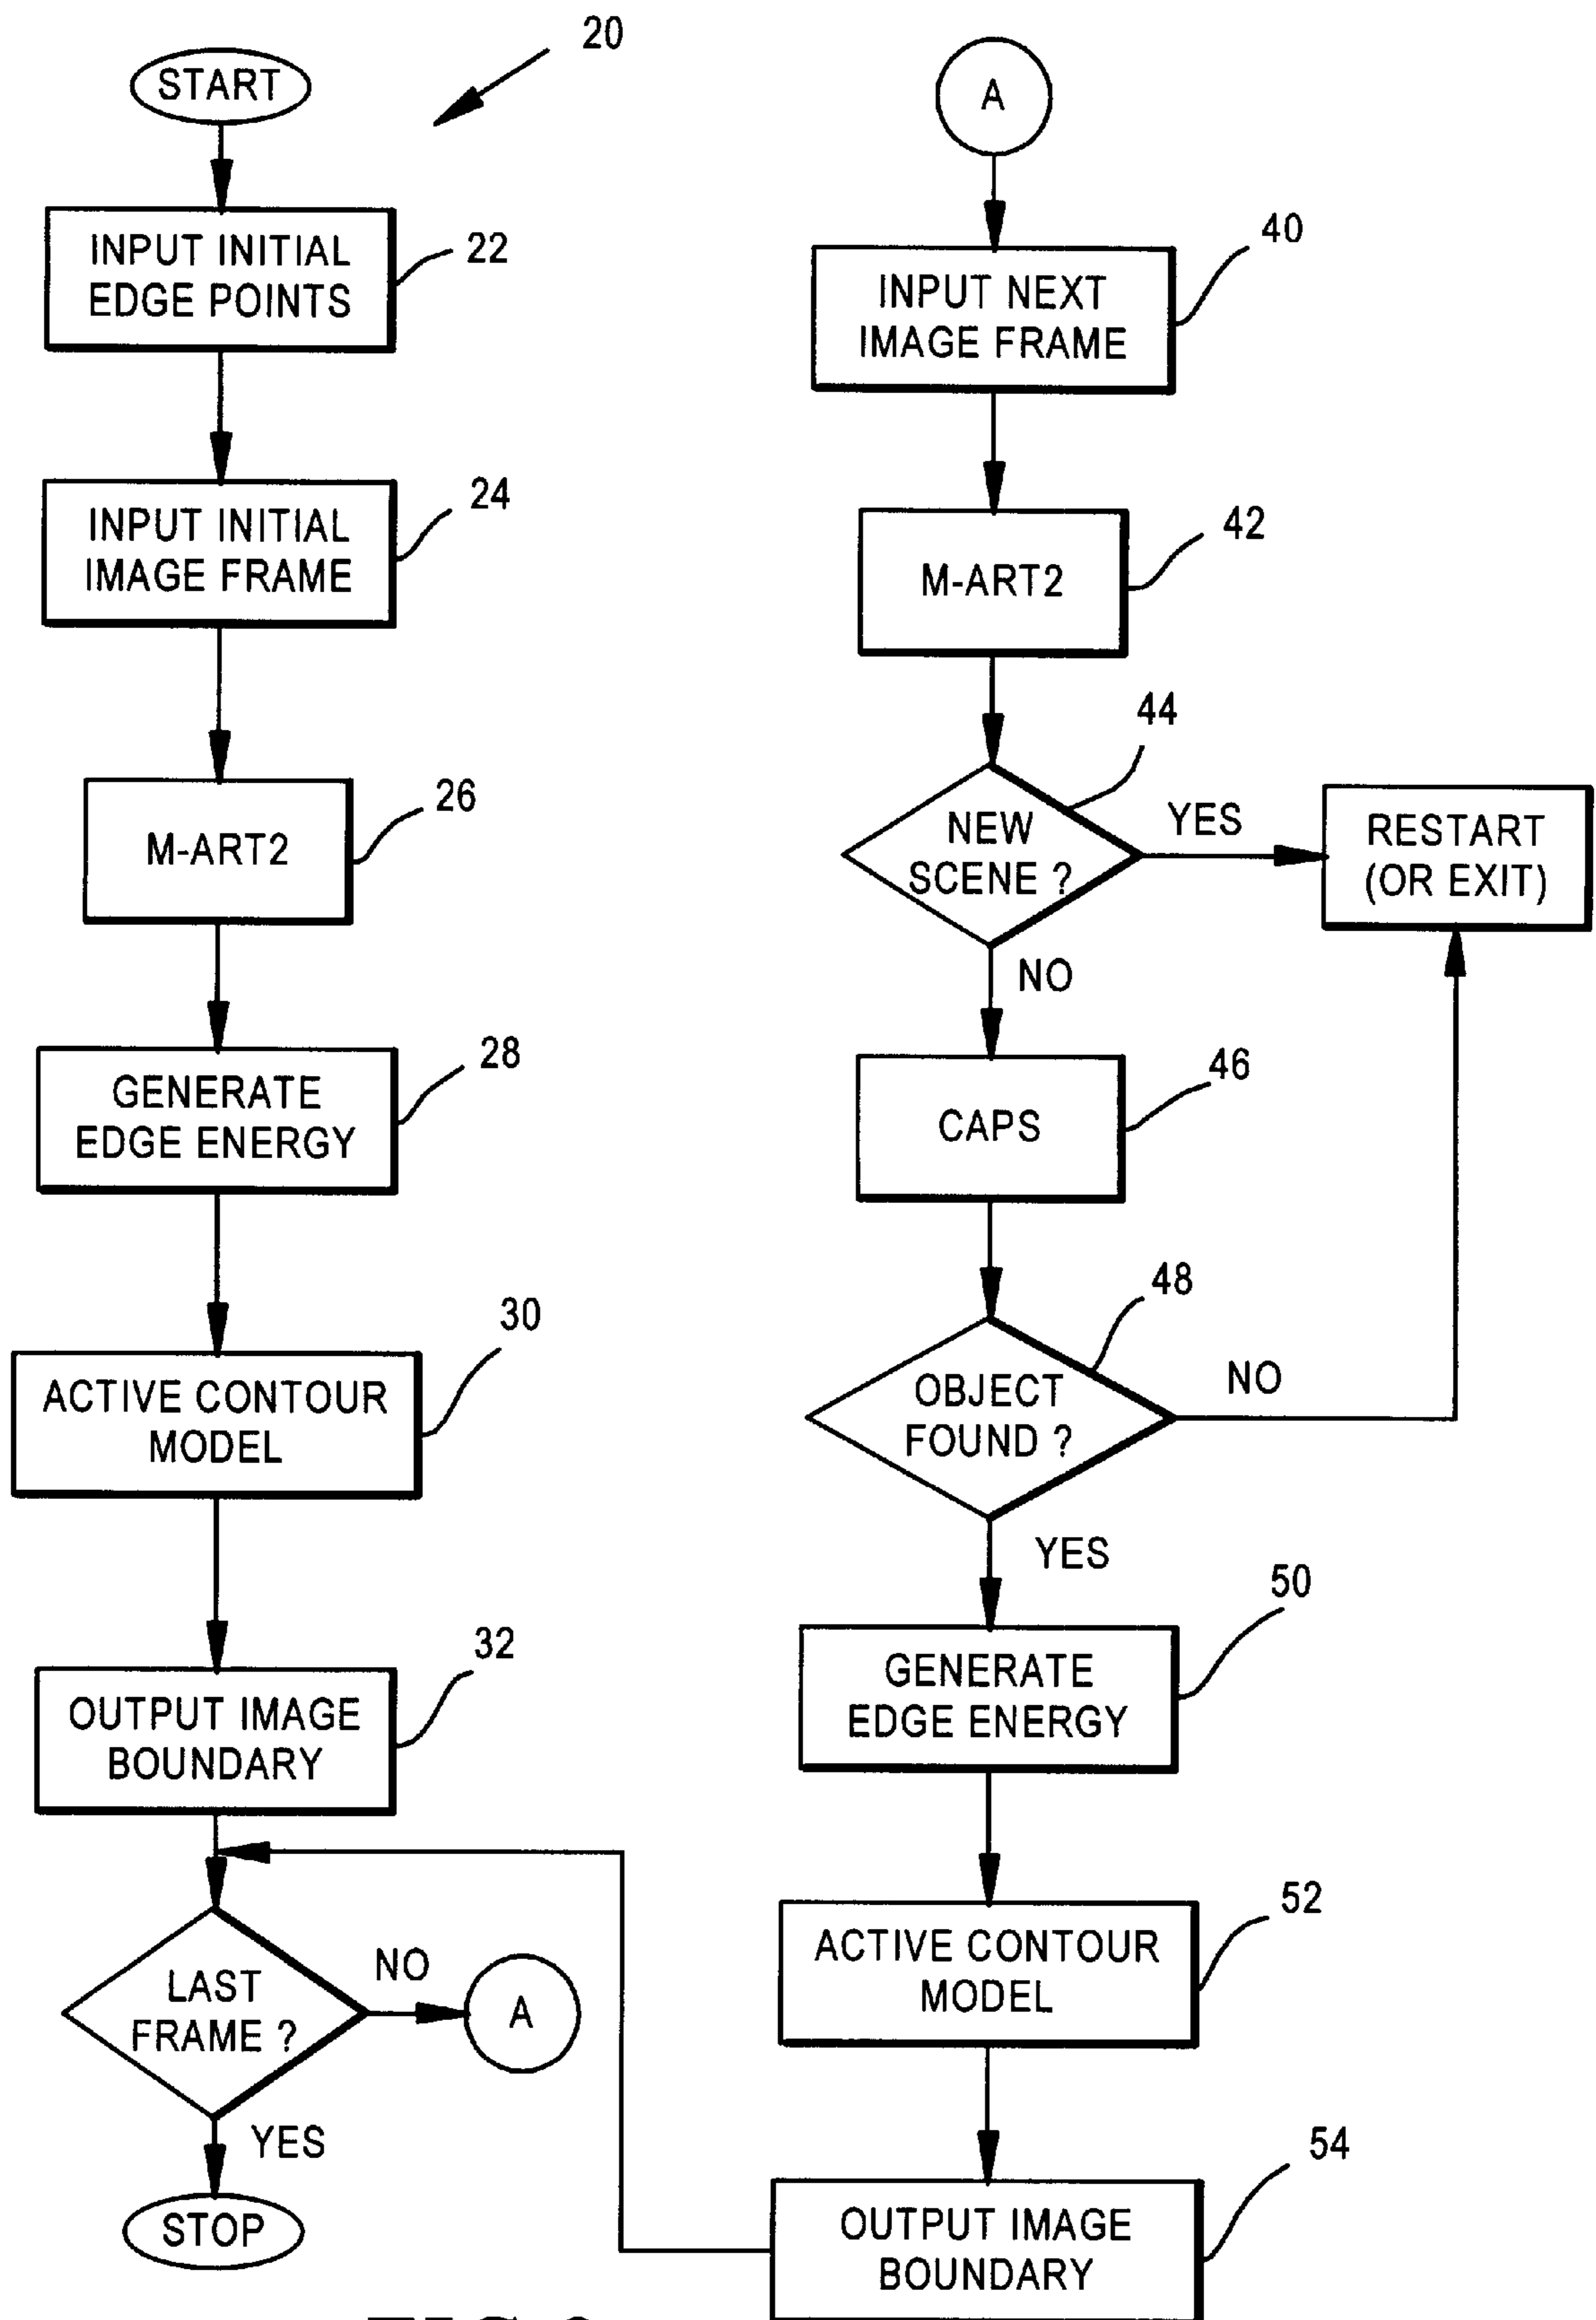 START
20
INPUT INITIAL
EDGE POINTS
22
INPUT INITIAL
IMAGE FRAME
24
M-ART2
26
GENERATE
EDGE ENERGY
28
ACTIVE CONTOUR
MODEL
30
OUTPUT IMAGE
BOUNDARY
32
LAST
FRAME ?
NO
A
YES
STOP
A
INPUT NEXT
IMAGE FRAME
40
M-ART2
42
NEW
SCENE ?
44
YES
RESTART
(OR EXIT)
NO
CAPS
46
OBJECT
FOUND ?
48
NO
YES
GENERATE
EDGE ENERGY
50
ACTIVE CONTOUR
MODEL
52
OUTPUT IMAGE
BOUNDARY
54